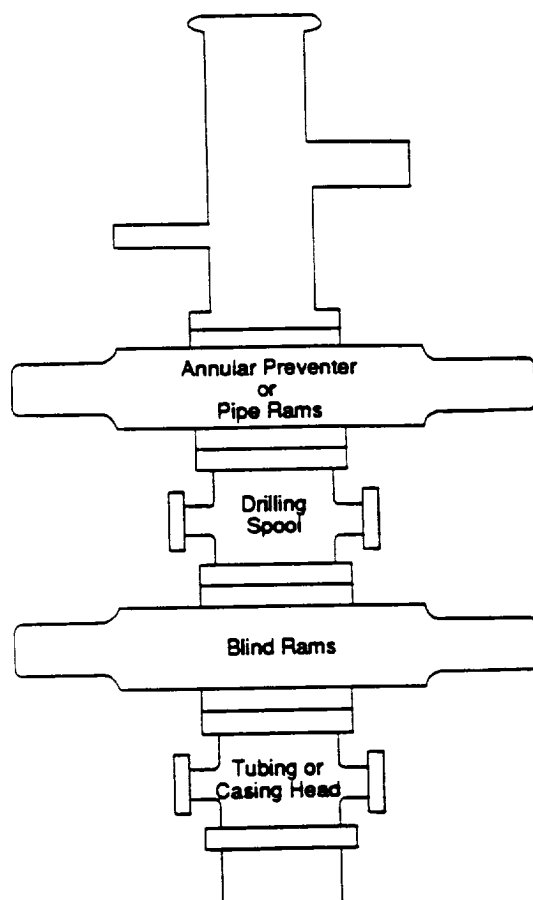 Annular Preventer
or
Pipe Rams
Drilling
Spool
Blind Rams
Tubing or
Casing Head